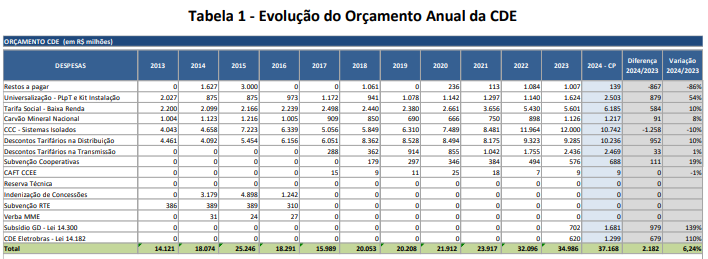 Tabela 1 - Evolução do Orçamento Anual da CDE
ORÇAMENTO CDE (em R$ milhões)
DESPESAS 2013 2014 2015 2016 2017 2018 2019 2020 2021 2022 2023 2024 - CP Diferença 2024/2023 Variação 2024/2023
Restos a pagar 0 1.627 3.000 0 0 1.061 0 236 113 1.084 1.007 139 -867 -86%
Universalização - PLpT e Kit Instalação 2.027 875 875 973 1.172 941 1.078 1.142 1.297 1.140 1.624 2.503 879 54%
Tarifa Social - Baixa Renda 2.200 2.099 2.166 2.239 2.498 2.440 2.380 2.661 3.656 5.430 5.601 6.185 584 10%
Carvão Mineral Nacional 1.004 1.123 1.216 1.005 909 850 690 666 750 898 1.126 1.217 91 8%
CCC - Sistemas Isolados 4.043 4.658 7.223 6.339 5.056 5.849 6.310 7.489 8.481 11.964 12.000 10.742 -1.258 -10%
Descontos Tarifários na Distribuição 4.461 4.092 5.454 6.156 6.051 8.362 8.528 8.494 8.175 9.323 9.285 10.236 952 10%
Descontos Tarifários na Transmissão 0 0 0 0 288 362 914 855 1.042 1.755 2.436 2.469 33 1%
Subvenção Cooperativas 0 0 0 0 0 179 297 346 384 494 576 688 111 19%
CAFT CCEE 0 0 0 0 15 9 11 25 18 7 9 9 0 -1%
Reserva Técnica 0 0 0 0 0 0 0 0 0 0 0 0
Indenização de Concessões 0 3.179 4.898 1.242 0 0 0 0 0 0 0 0
Subvenção RTE 386 389 389 310 0 0 0 0 0 0 0 0
Verba MME 0 31 24 27 0 0 0 0 0 0 0 0
Subsídio GD - Lei 14.300 702 1.681 979 139%
CDE Eletrobras - Lei 14.182 620 1.299 679 110%
Total 14.121 18.074 25.246 18.291 15.989 20.053 20.208 21.912 23.917 32.096 34.986 37.168 2.182 6,24%